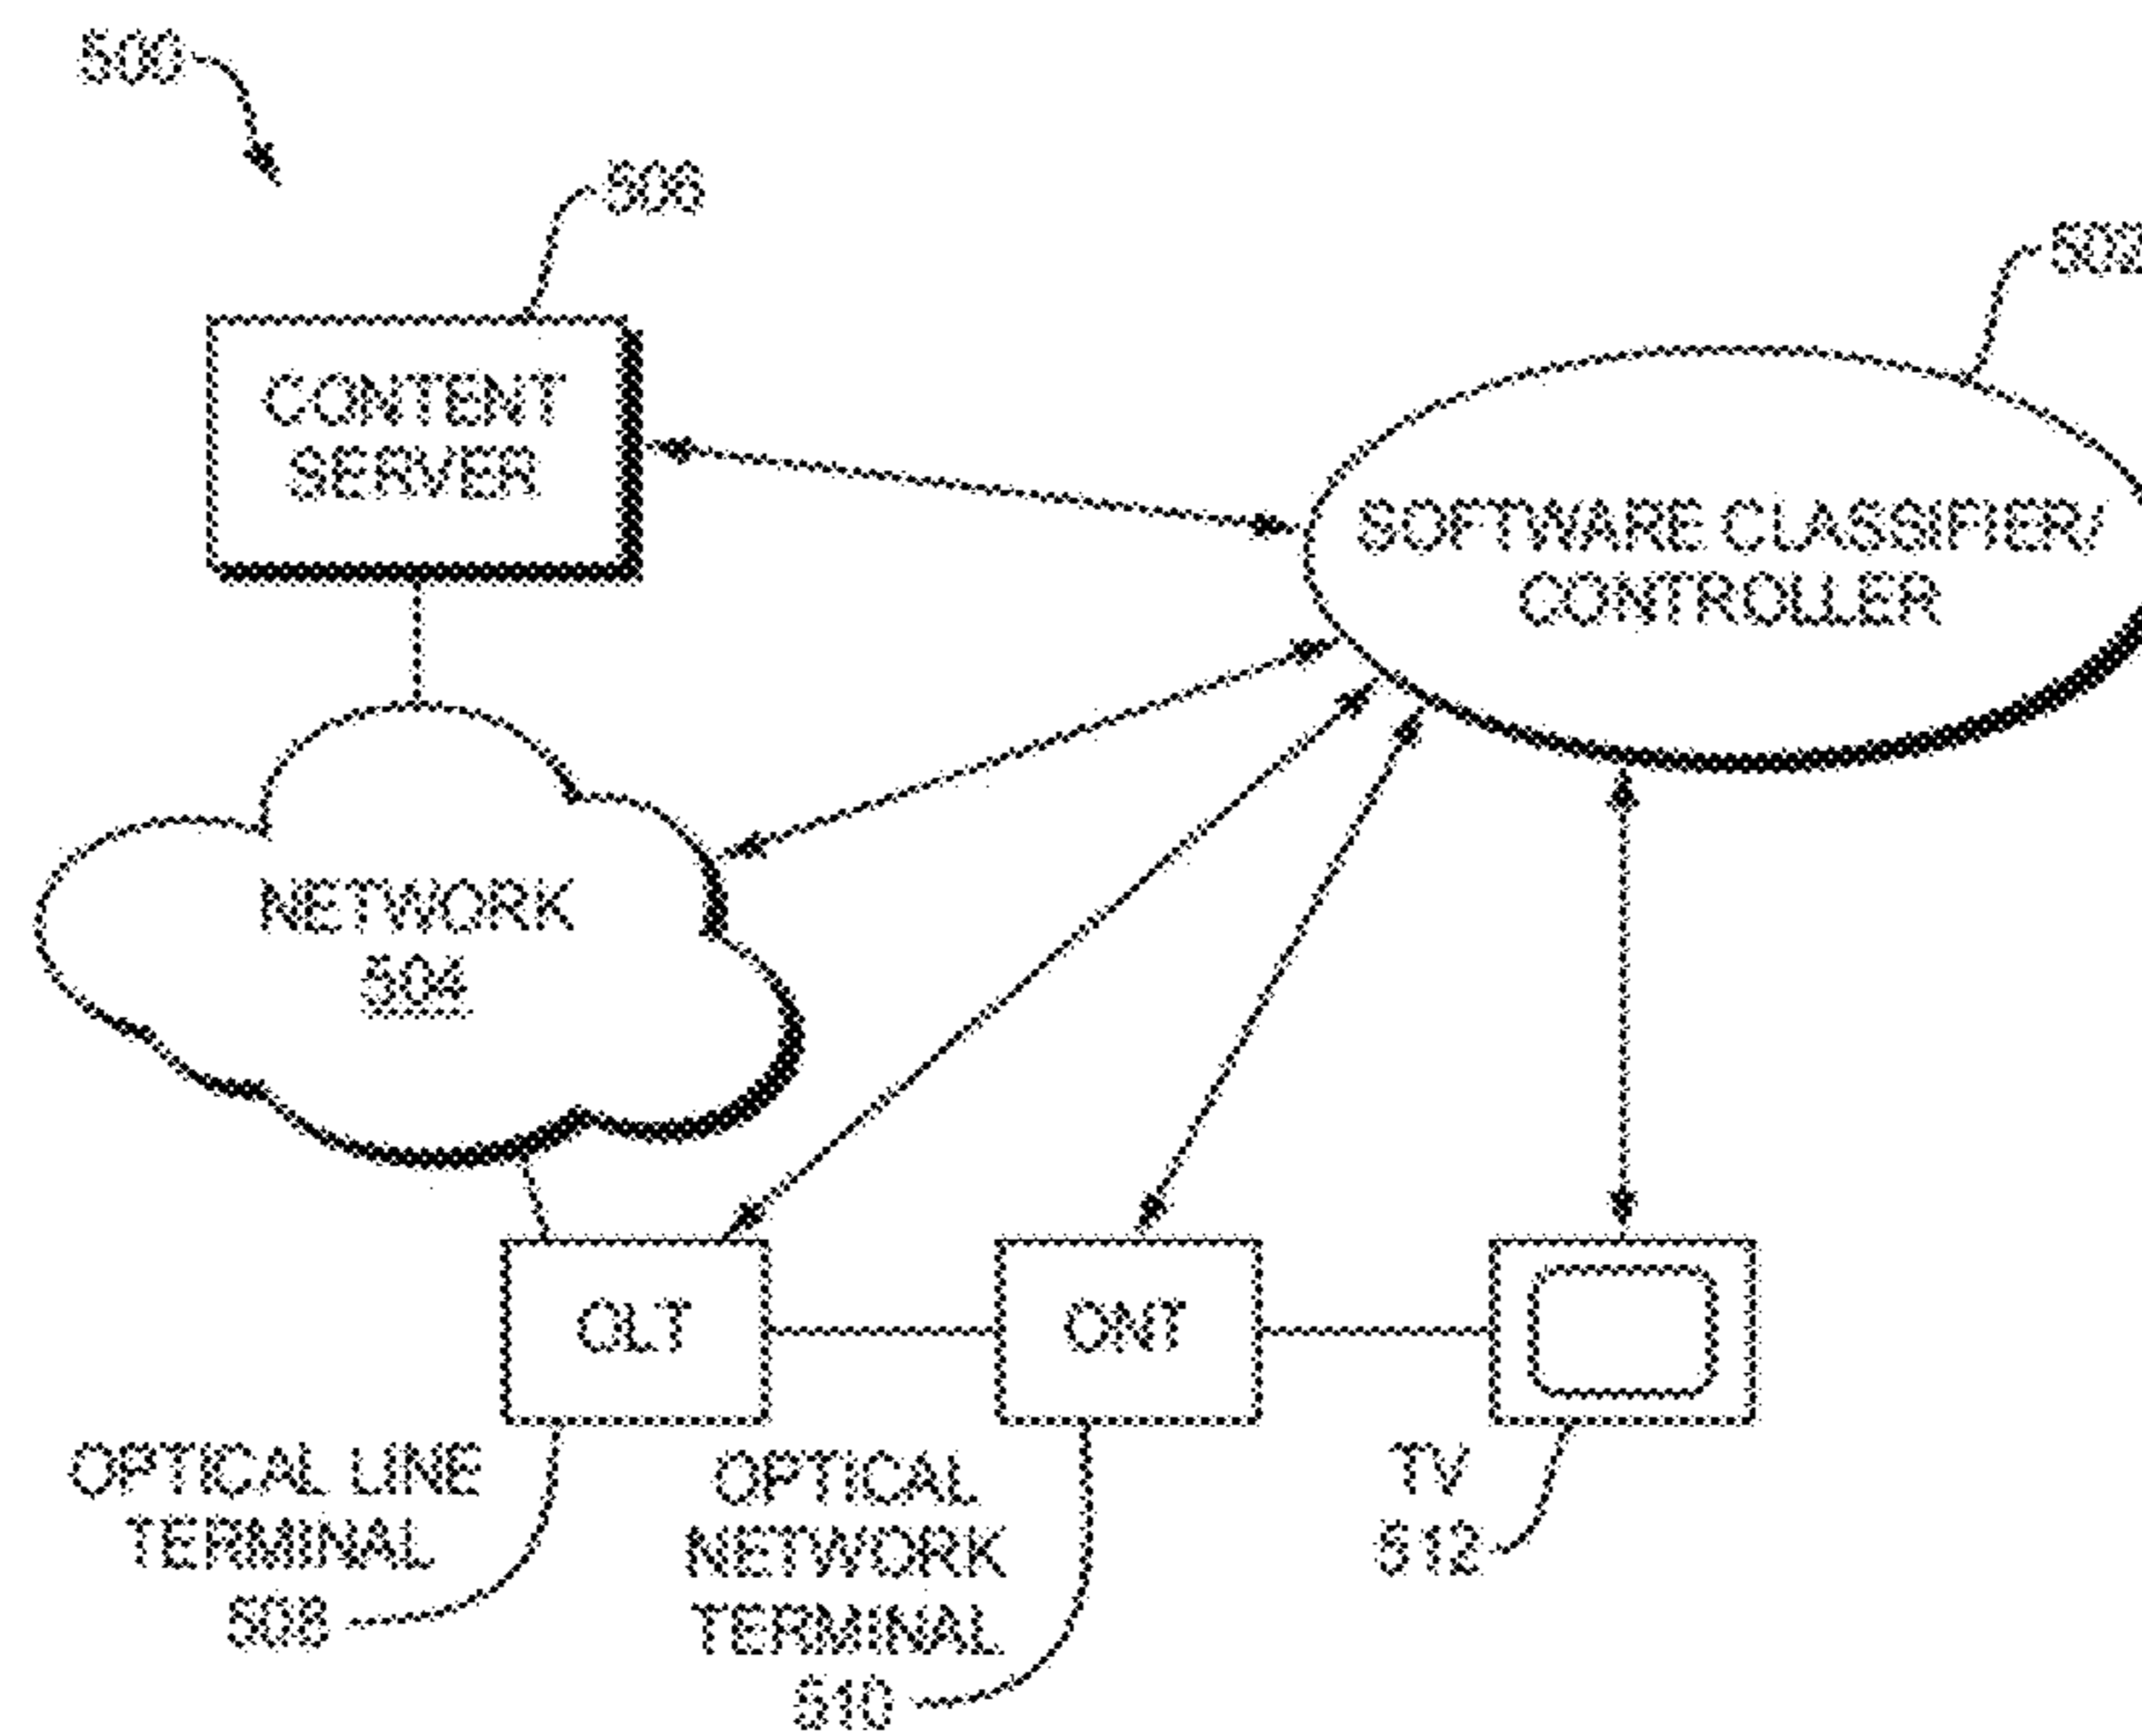 500
506
CONTENT
SERVER
SOFTWARE CLASSIFIER/
CONTROLLER
NETWORK
504
OLT
ONT
OPTICAL LINE
TERMINAL
508
OPTICAL
NETWORK
TERMINAL
510
TV
512